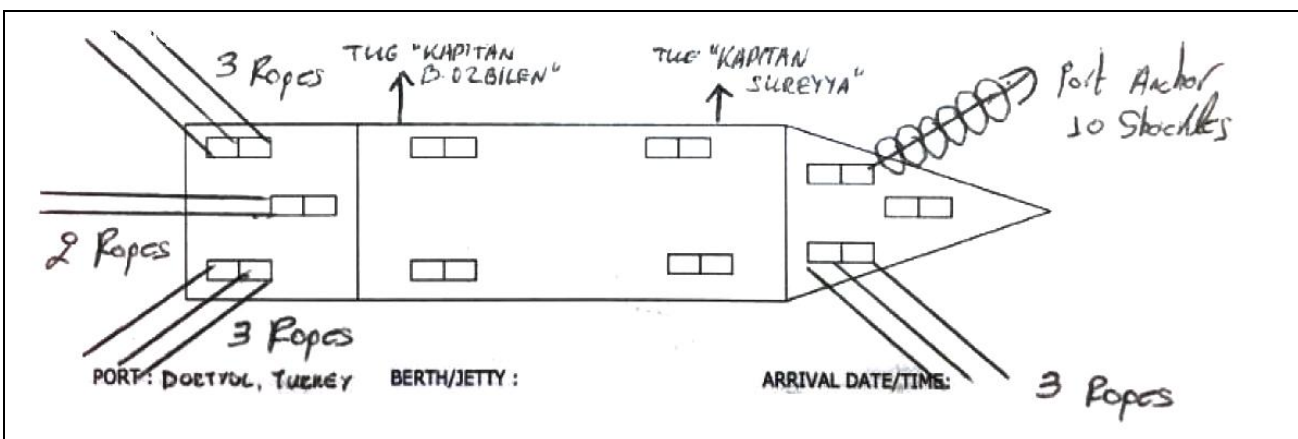 3 Ropes
TUG "KAPITAN
B. OZBILEN"
TUG "KAPITAN
SUREYYA"
Port Anchor
10 Shackles
2 Ropes
3 Ropes
PORT : DORTYOL, TURKEY BERTH/JETTY : ARRIVAL DATE/TIME:
3 Ropes